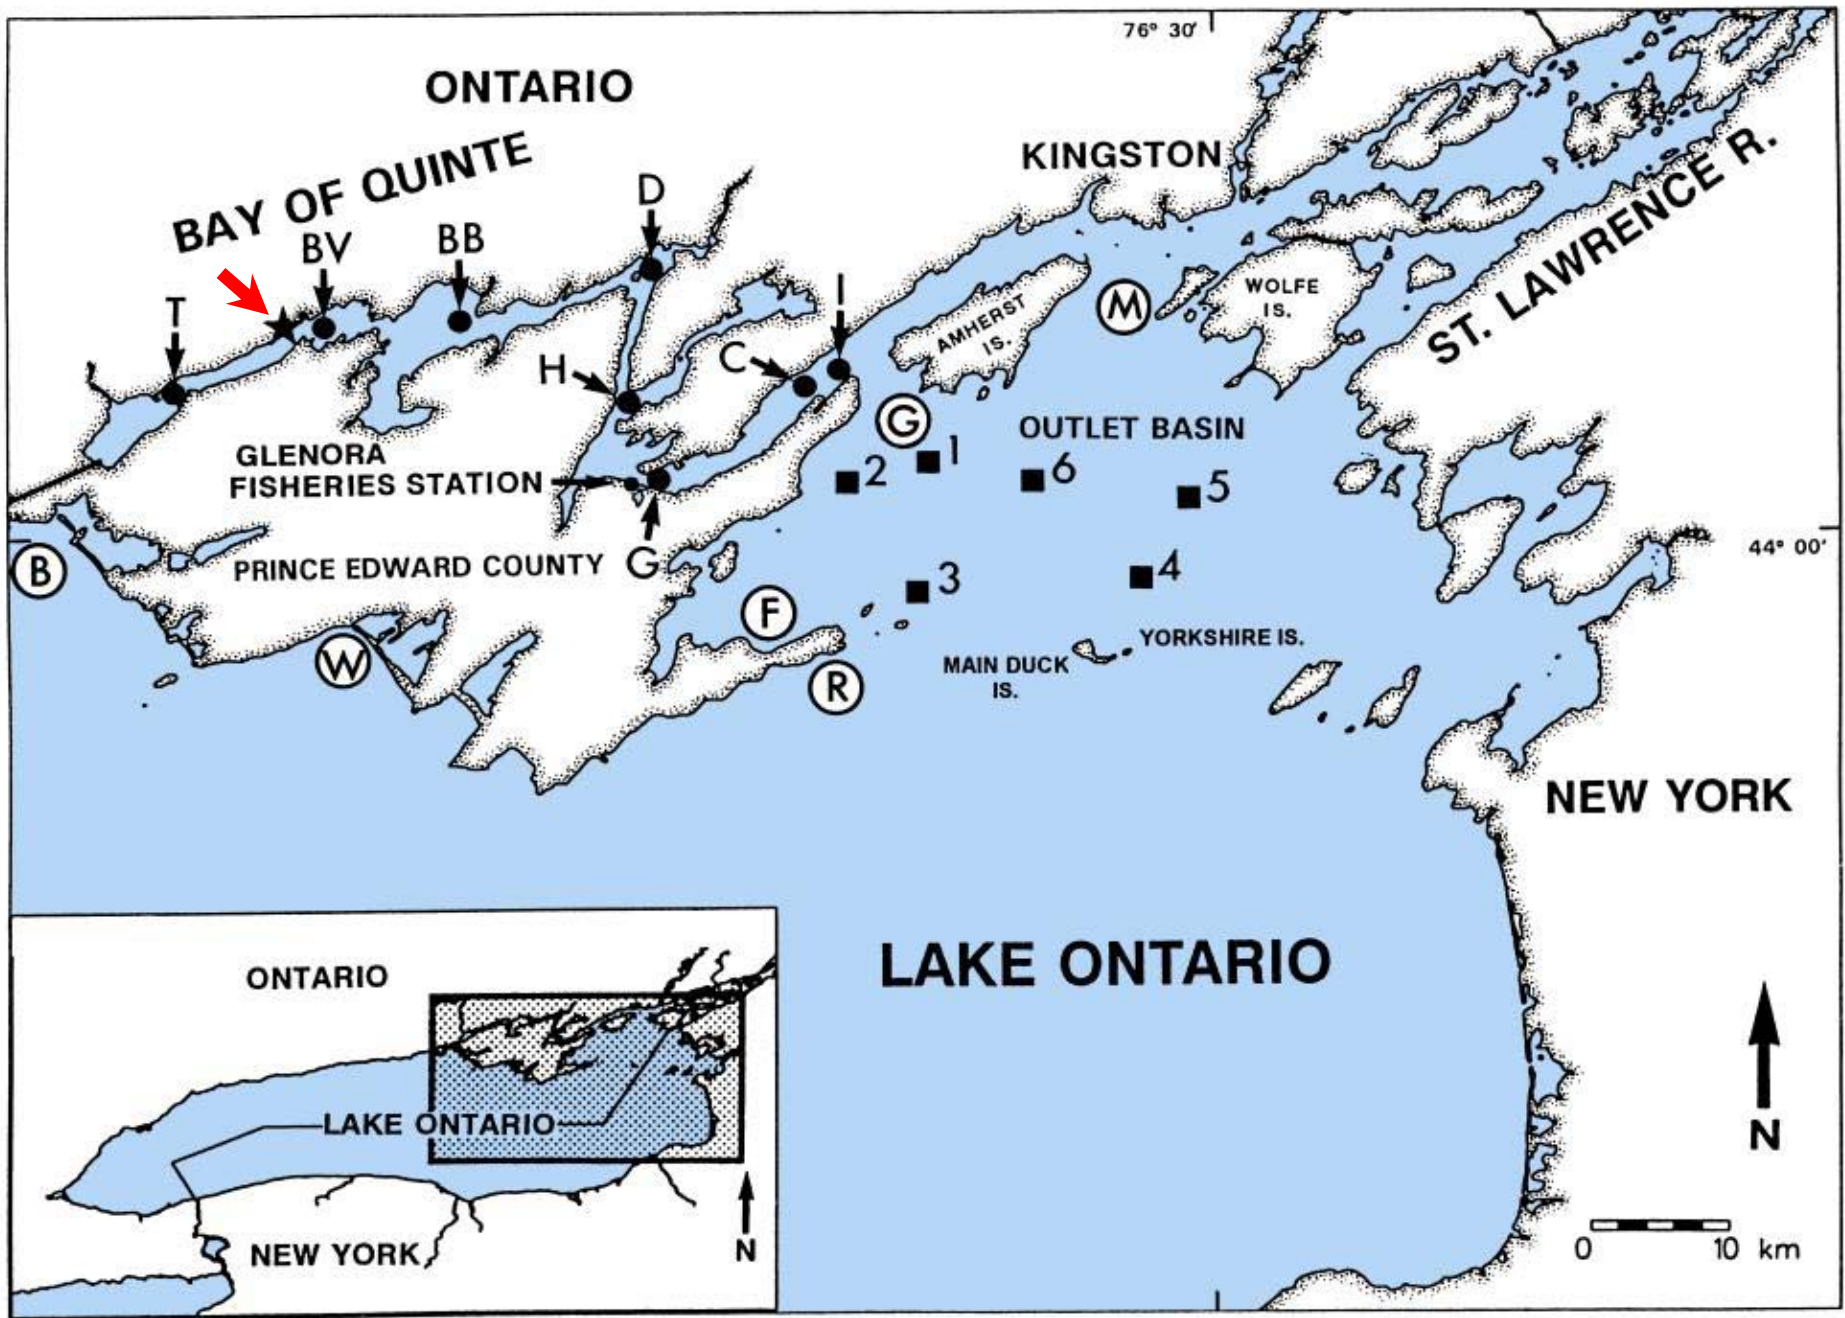 76° 30'
ONTARIO
BAY OF QUINTE
KINGSTON
D
BV
BB
T
I
M
WOLFE
IS.
AMHERST
IS.
ST. LAWRENCE R.
H
C
G
OUTLET BASIN
GLENORA
FISHERIES STATION
1
2
6
5
44° 00'
B
PRINCE EDWARD COUNTY
G
3
4
F
W
R
YORKSHIRE IS.
MAIN DUCK
IS.
NEW YORK
LAKE ONTARIO
N
0 10 km
ONTARIO
LAKE ONTARIO
NEW YORK
N